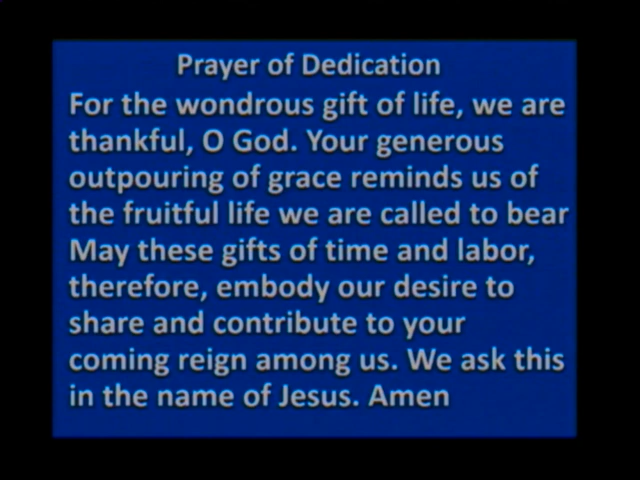 Prayer of Dedication
For the wondrous gift of life, we are
thankful, O God. Your generous
outpouring of grace reminds us of
the fruitful life we are called to bear
May these gifts of time and labor,
therefore, embody our desire to
share and contribute to your
coming reign among us. We ask this
in the name of Jesus. Amen